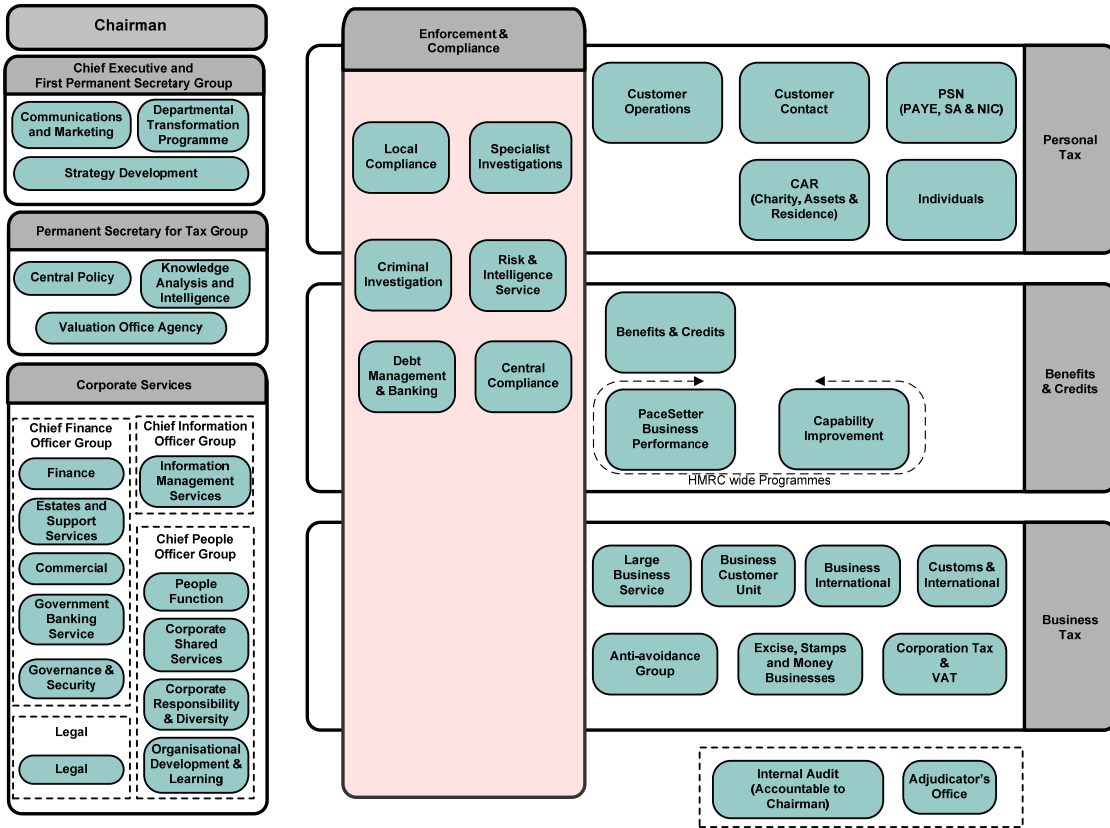 Chairman
Chief Executive and
First Permanent Secretary Group
Communications
and Marketing
Departmental
Transformation
Programme
Strategy Development
Permanent Secretary for Tax Group
Central Policy
Knowledge
Analysis and
Intelligence
Valuation Office Agency
Corporate Services
Chief Finance
Officer Group
Finance
Estates and
Support
Services
Commercial
Government
Banking
Service
Governance &
Security
Legal
Legal
Chief Information
Officer Group
Information
Management
Services
Chief People
Officer Group
People
Function
Corporate
Shared
Services
Corporate
Responsibility
& Diversity
Organisational
Development &
Learning
Enforcement &
Compliance
Local
Compliance
Specialist
Investigations
Criminal
Investigation
Risk &
Intelligence
Service
Debt
Management
& Banking
Central
Compliance
Customer
Operations
Customer
Contact
PSN
(PAYE, SA & NIC)
CAR
(Charity, Assets &
Residence)
Individuals
Personal
Tax
Benefits & Credits
PaceSetter
Business
Performance
Capability
Improvement
HMRC wide Programmes
Benefits
& Credits
Large
Business
Service
Business
Customer
Unit
Business
International
Customs &
International
Anti-avoidance
Group
Excise, Stamps
and Money
Businesses
Corporation Tax
&
VAT
Business
Tax
Internal Audit
(Accountable to
Chairman)
Adjudicator's
Office